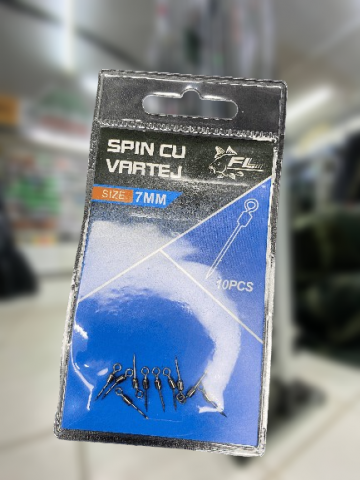 SPIN CU
VARTEJ
FL
SIZE: 7MM
10PCS